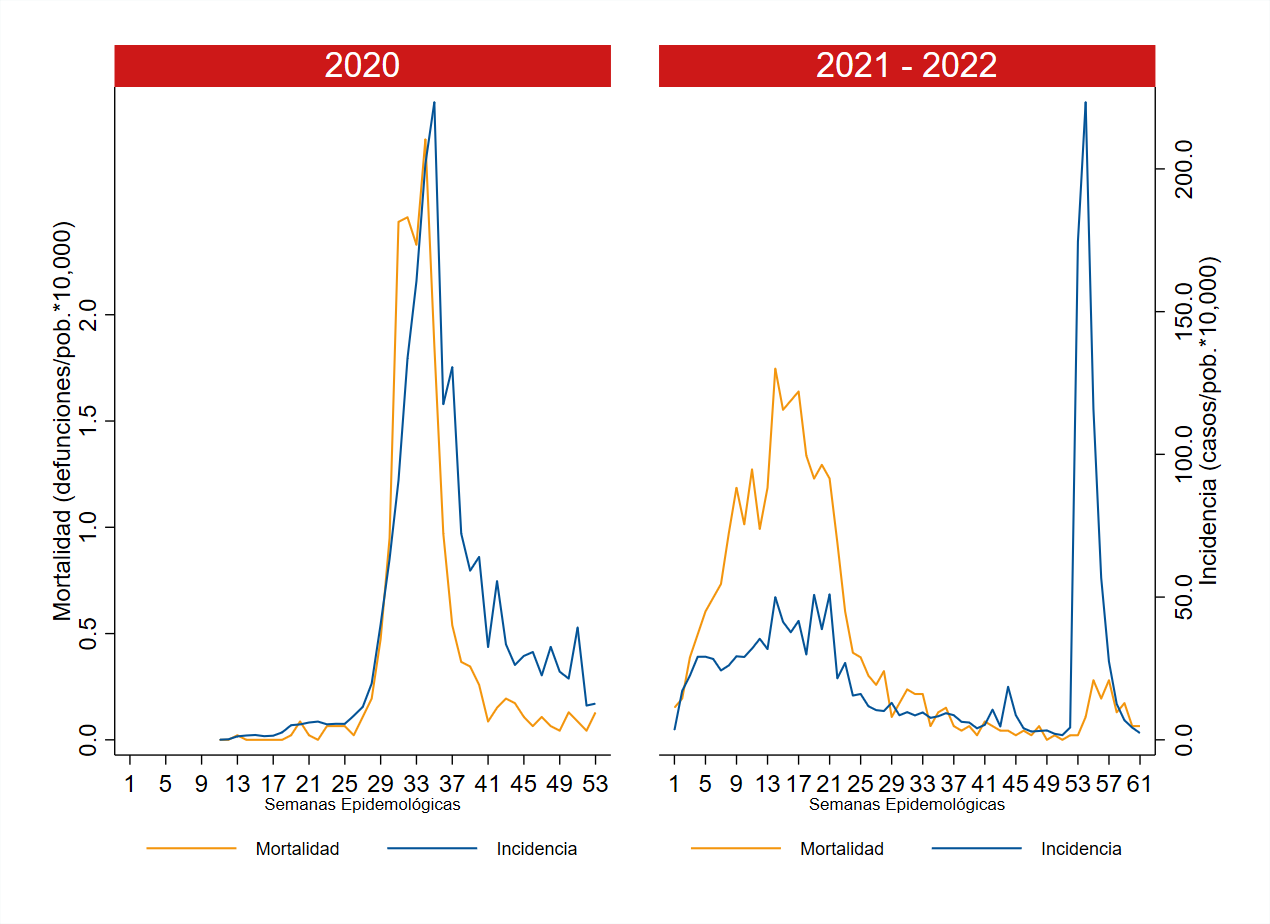 2020
2021 - 2022
Mortalidad (defunciones/pob.*10,000)
0.0 0.5 1.0 1.5 2.0
1 5 9 13 17 21 25 29 33 37 41 45 49 53
Semanas Epidemológicas
Mortalidad Incidencia
0.0 50.0 100.0 150.0 200.0
Incidencia (casos/pob.*10,000)
1 5 9 13 17 21 25 29 33 37 41 45 49 53 57 61
Semanas Epidemológicas
Mortalidad Incidencia